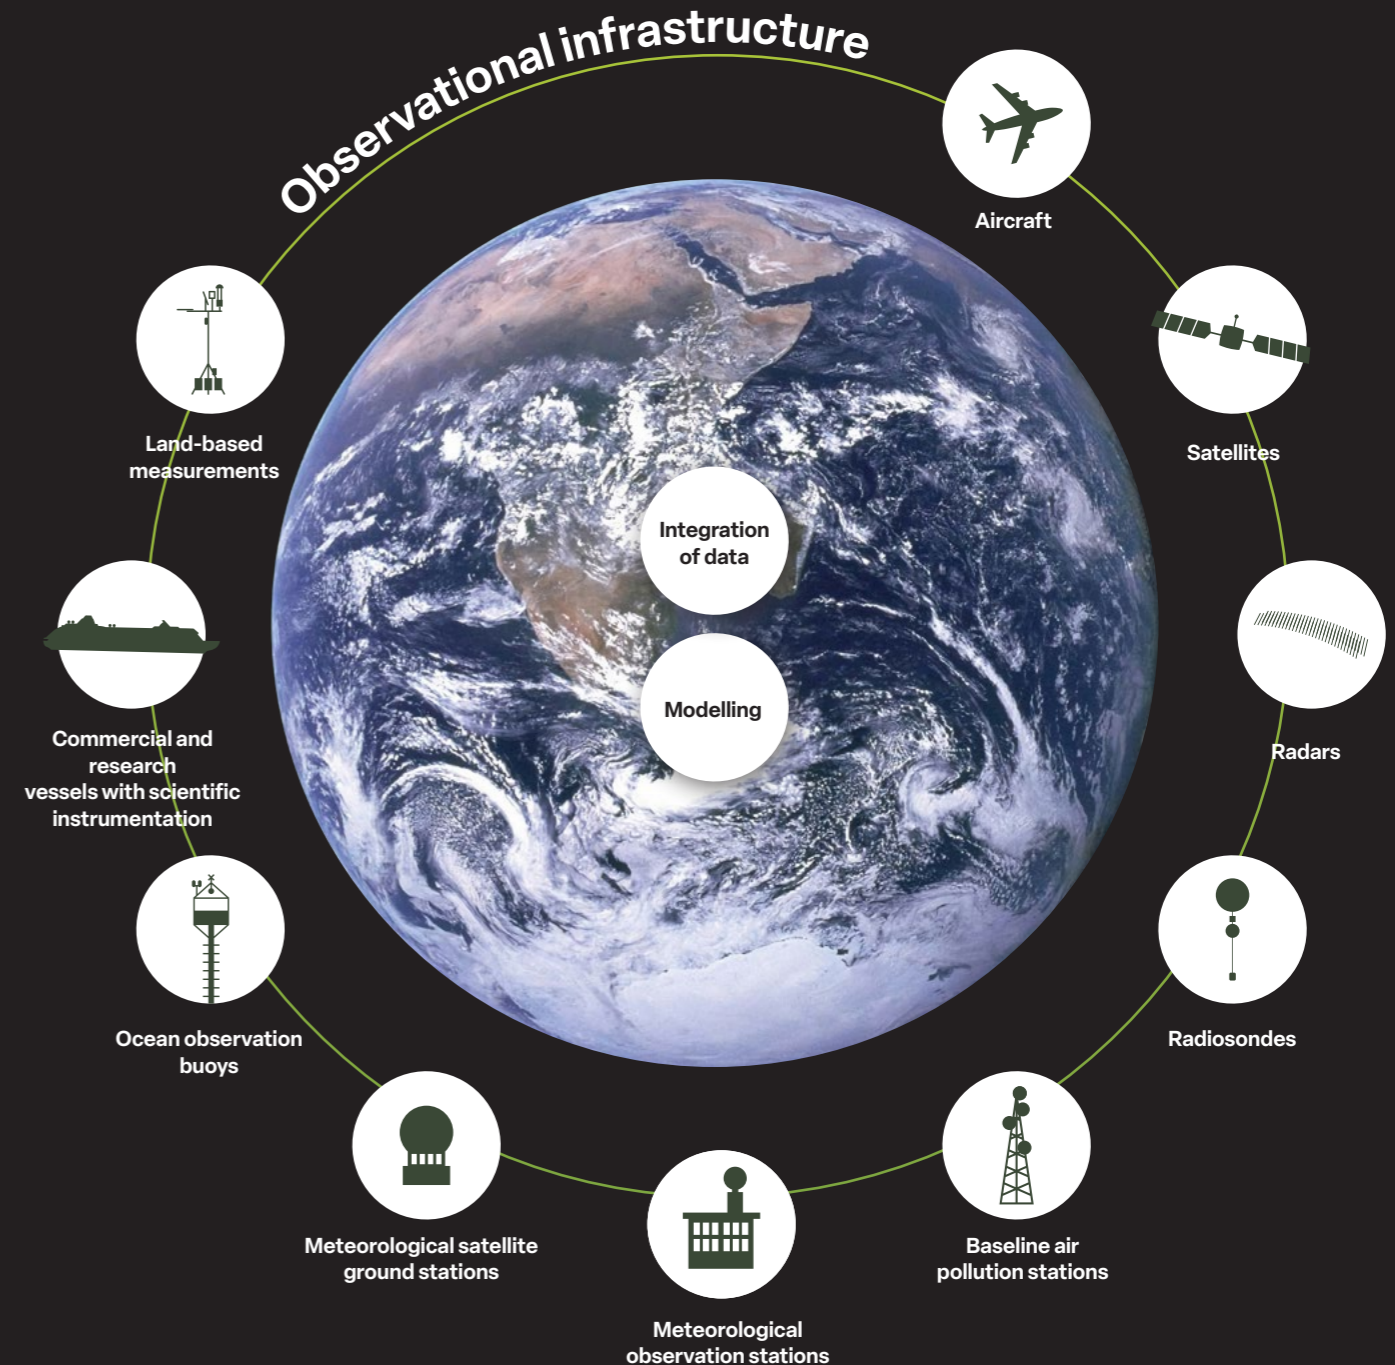 Observational infrastructure
Aircraft
Satellites
Radars
Radiosondes
Baseline air
pollution stations
Meteorological
observation stations
Meteorological satellite
ground stations
Ocean observation
buoys
Commercial and
research
vessels with scientific
instrumentation
Land-based
measurements
Integration
of data
Modelling